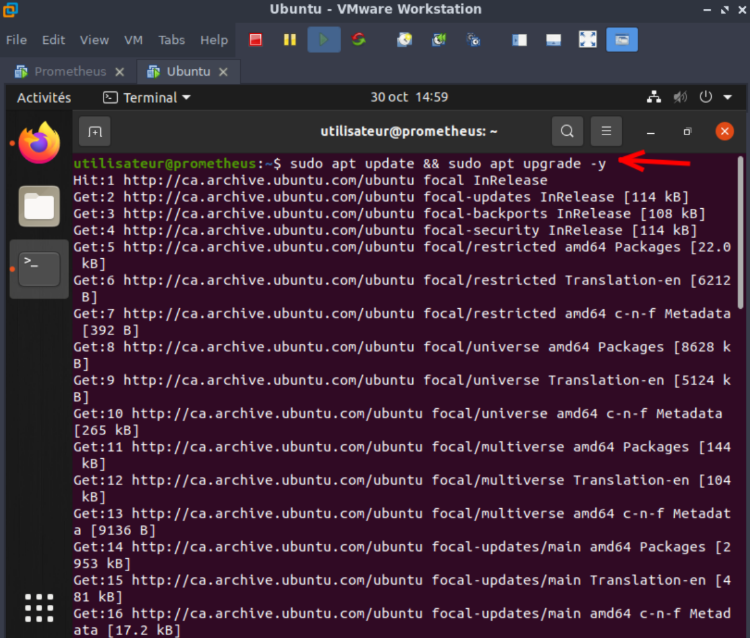 Ubuntu - VMware Workstation
File Edit View VM Tabs Help
Prometheus Ubuntu
Activités Terminal 30 oct 14:59
utilisateur@prometheus: ~
utilisateur@prometheus:~$ sudo apt update && sudo apt upgrade -y
Hit:1 http://ca.archive.ubuntu.com/ubuntu focal InRelease
Get:2 http://ca.archive.ubuntu.com/ubuntu focal-updates InRelease [114 kB]
Get:3 http://ca.archive.ubuntu.com/ubuntu focal-backports InRelease [108 kB]
Get:4 http://ca.archive.ubuntu.com/ubuntu focal-security InRelease [114 kB]
Get:5 http://ca.archive.ubuntu.com/ubuntu focal/restricted amd64 Packages [22.0
kB]
Get:6 http://ca.archive.ubuntu.com/ubuntu focal/restricted Translation-en [6212
B]
Get:7 http://ca.archive.ubuntu.com/ubuntu focal/restricted amd64 c-n-f Metadata
[392 B]
Get:8 http://ca.archive.ubuntu.com/ubuntu focal/universe amd64 Packages [8628 k
B]
Get:9 http://ca.archive.ubuntu.com/ubuntu focal/universe Translation-en [5124 k
B]
Get:10 http://ca.archive.ubuntu.com/ubuntu focal/universe amd64 c-n-f Metadata
[265 kB]
Get:11 http://ca.archive.ubuntu.com/ubuntu focal/multiverse amd64 Packages [144
kB]
Get:12 http://ca.archive.ubuntu.com/ubuntu focal/multiverse Translation-en [104
kB]
Get:13 http://ca.archive.ubuntu.com/ubuntu focal/multiverse amd64 c-n-f Metadat
a [9136 B]
Get:14 http://ca.archive.ubuntu.com/ubuntu focal-updates/main amd64 Packages [2
953 kB]
Get:15 http://ca.archive.ubuntu.com/ubuntu focal-updates/main Translation-en [4
81 kB]
Get:16 http://ca.archive.ubuntu.com/ubuntu focal-updates/main amd64 c-n-f Metad
ata [17.2 kB]